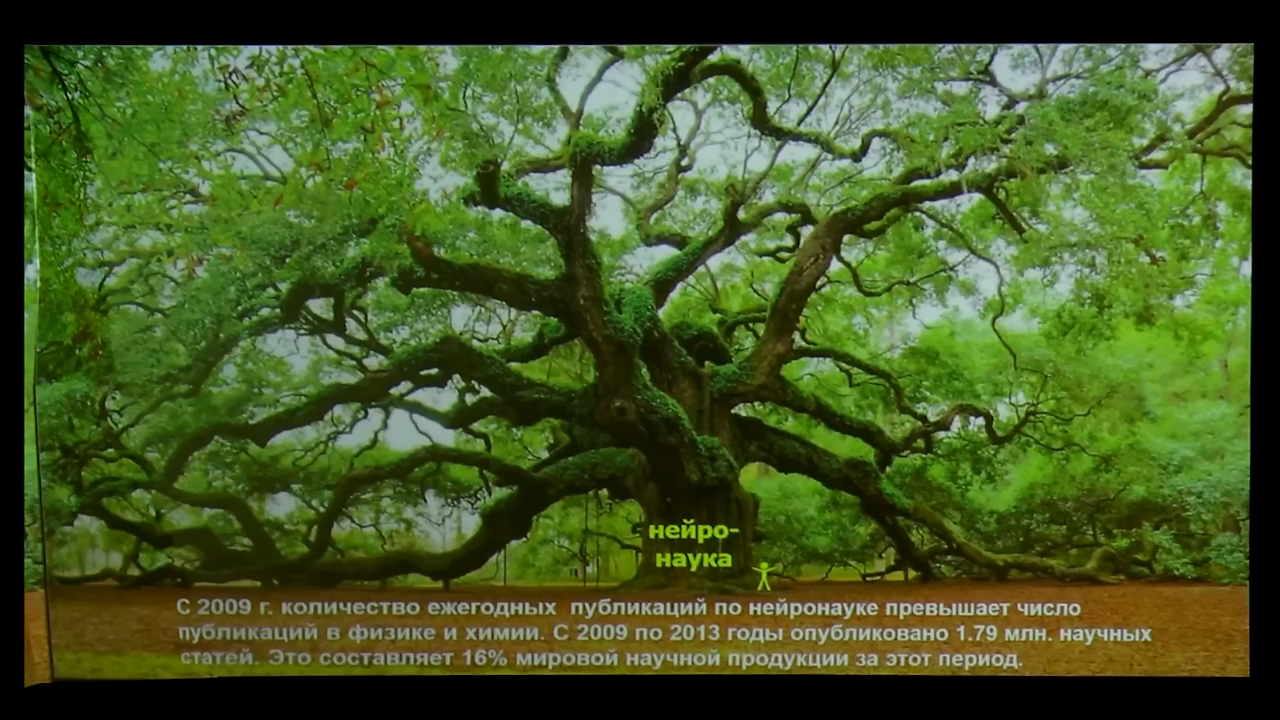 нейро-
наука
С 2009 г. количество ежегодных публикаций по нейронауке превышает число
публикаций в физике и химии. С 2009 по 2013 годы опубликовано 1.79 млн. научных
статей. Это составляет 16% мировой научной продукции за этот период.